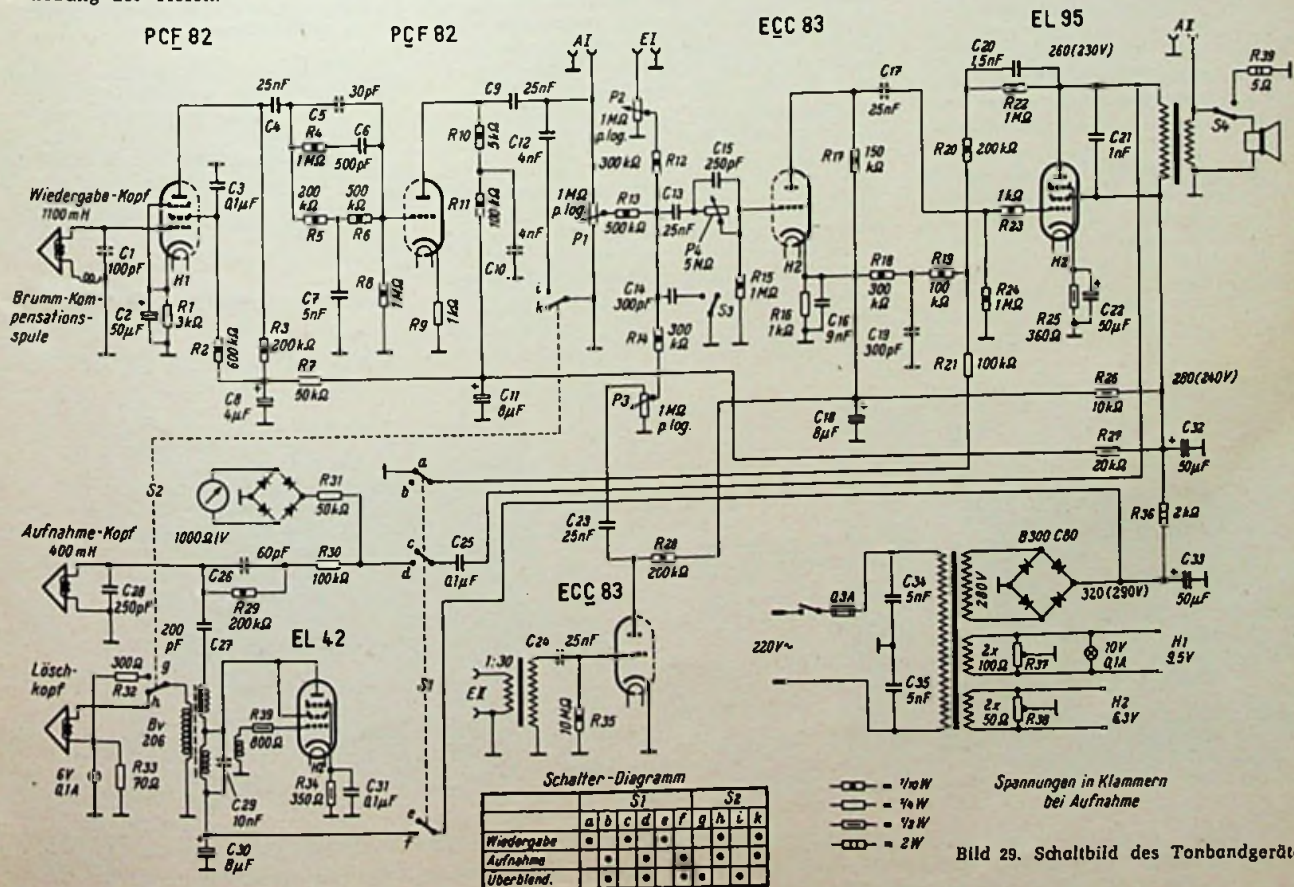 PCF 82
PCF 82
AI
EI
ECC 83
EL 95
AI
25nF
C4
30pF
C5
R4
1MΩ
C6
500pF
200
kΩ
R5
500
kΩ
R6
C3
0,1µF
Wiedergabe-Kopf
1100mH
C1
100pF
Brumm-Kom-
pensations-
spule
H1
C2
50µF
R1
3kΩ
R2
600kΩ
R3
200kΩ
C7
5nF
R8
1MΩ
R7
50kΩ
C8
4µF
C9
25nF
R10
5kΩ
C12
4nF
R11
100kΩ
4nF
C10
R9
1kΩ
C11
8µF
i
k
P2
1MΩ
p.log.
300kΩ
R12
1MΩ
p.log.
P1
R13
500kΩ
C13
25nF
C15
250pF
P4
5MΩ
C14
300pF
S3
R15
1MΩ
R14
300
kΩ
P3
1MΩ
p.log.
C17
25nF
R17
150
kΩ
H2
R16
1kΩ
C16
9nF
R18
300
kΩ
R19
100
kΩ
C19
300pF
C18
8µF
C20
1,5nF
260(230V)
R22
1MΩ
R20
200kΩ
C21
1nF
1kΩ
R23
R24
1MΩ
H2
R25
360Ω
C22
50µF
R21
100kΩ
R39
5Ω
S4
280(240V)
R26
10kΩ
R29
20kΩ
C32
50µF
R36
2kΩ
C33
50µF
S2
1000Ω/V
R31
50kΩ
a
b
c
d
C25
0,1µF
Aufnahme-Kopf
400mH
C28
250pF
60pF
C26
R30
100kΩ
R29
200kΩ
200
pF
C27
EL 42
300Ω
R32
g
h
Lösch-
kopf
Bv
206
6V
0,1A
R33
70Ω
C29
10nF
R39
800Ω
H2
R34
350Ω
C31
0,1µF
C30
8µF
S1
e
f
C23
25nF
R28
200kΩ
ECC 83
C24
25nF
1:30
EII
10MΩ
R35
220V~
0,3A
C34
5nF
C35
5nF
B300 C80
280V
320(290V)
2x
100Ω
R37
10V
0,1A
H1
9,5V
2x
50Ω
R38
H2
6,3V
Schalter-Diagramm
S1 S2
a b c d e f g h i k
Wiedergabe
Aufnahme
Überblend.
= 1/10W
= 1/4W
= 1/2W
= 2W
Spannungen in Klammern
bei Aufnahme
Bild 29. Schaltbild des Tonbandgeräte